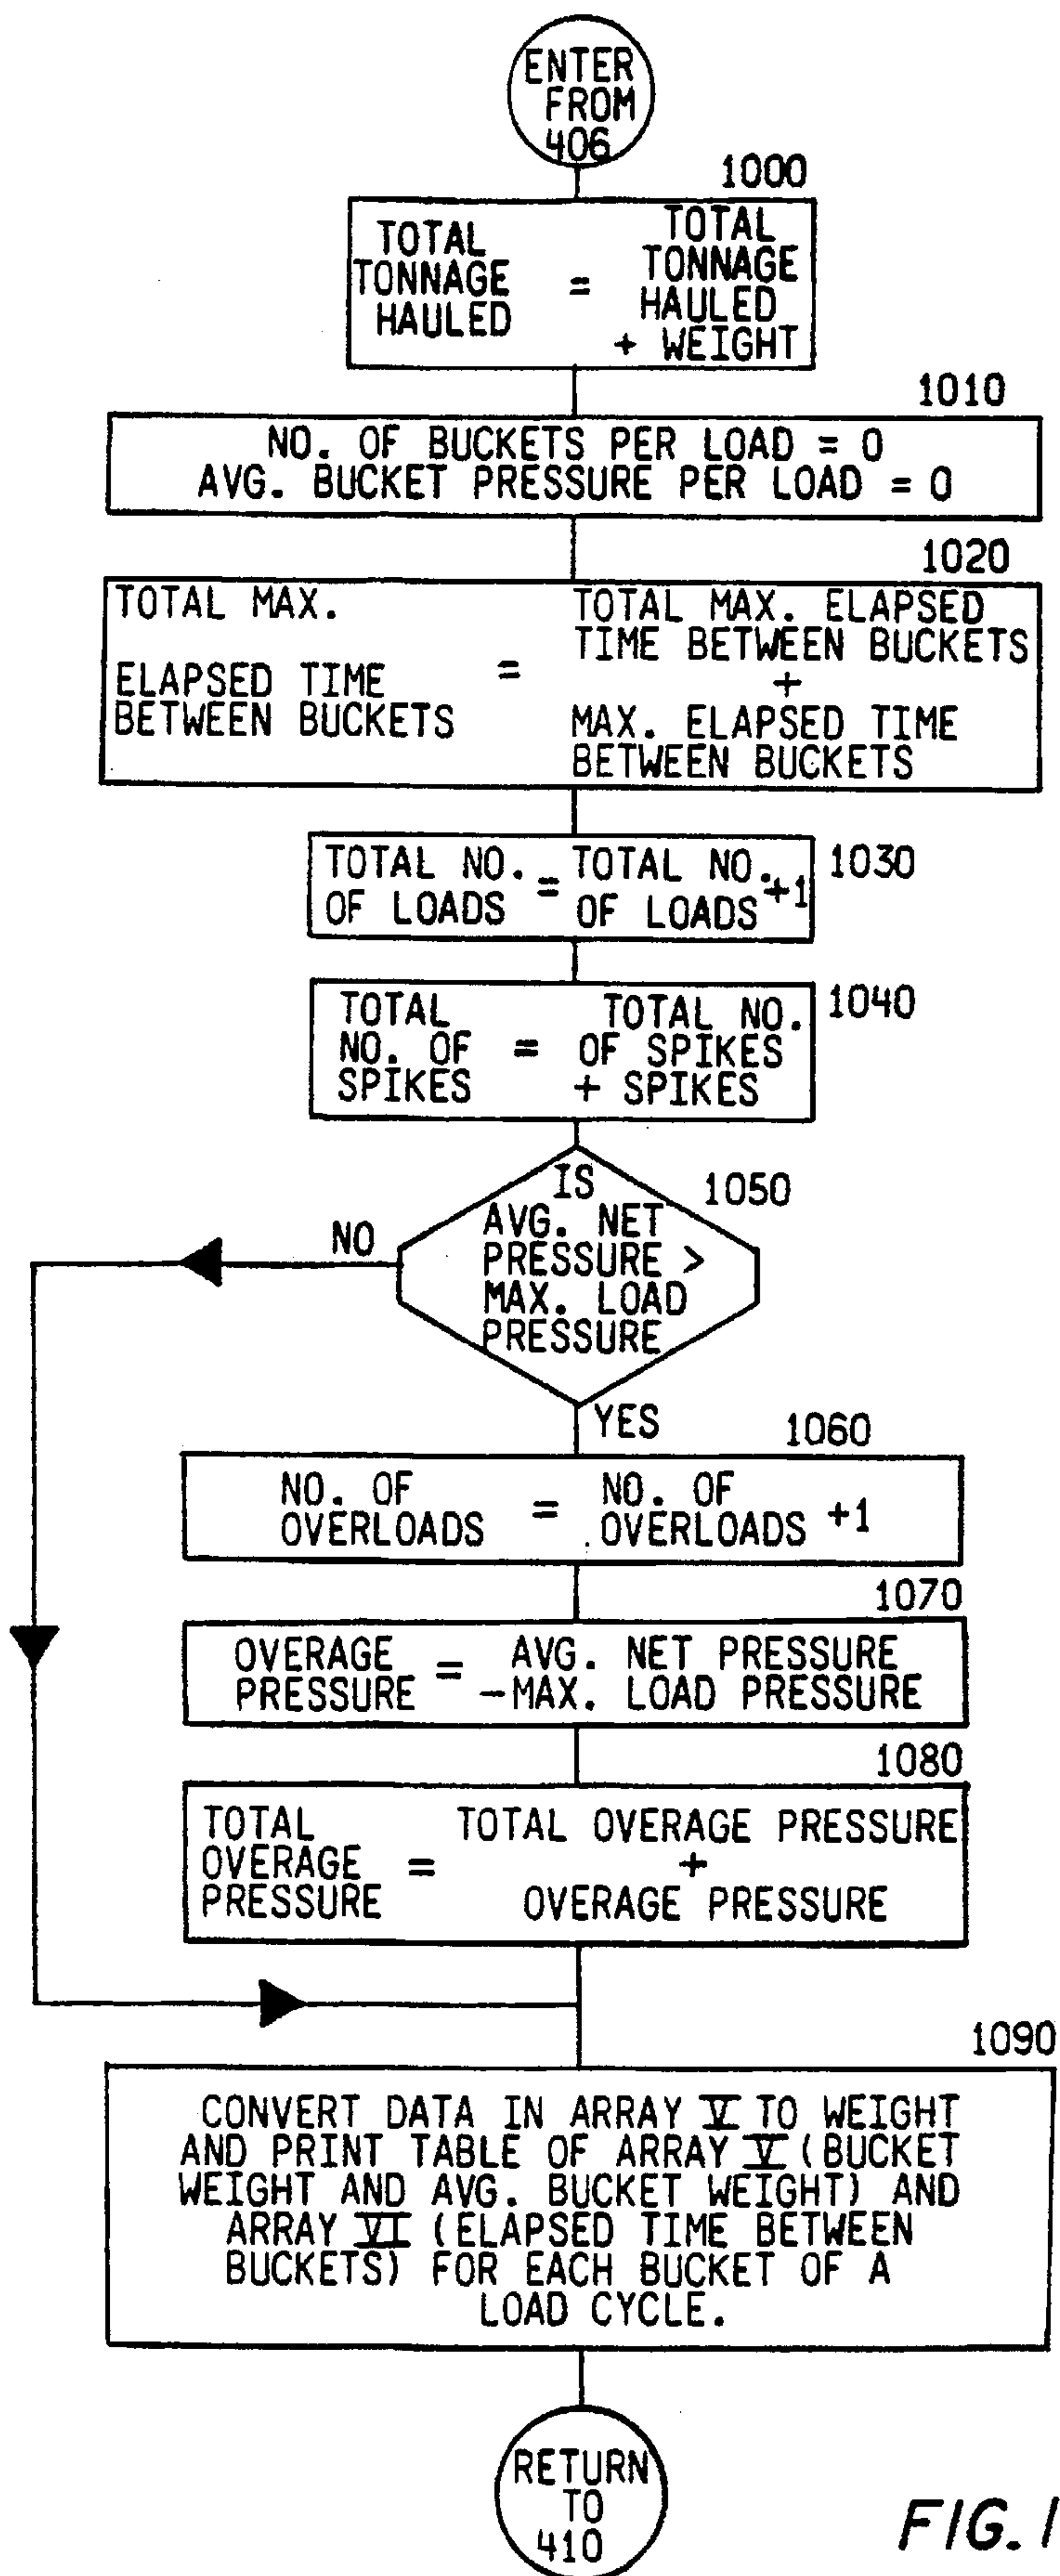 ENTER
FROM
406
1000
TOTAL
TONNAGE
HAULED
=
TOTAL
TONNAGE
HAULED
+ WEIGHT
1010
NO. OF BUCKETS PER LOAD = 0
AVG. BUCKET PRESSURE PER LOAD = 0
1020
TOTAL MAX.
ELAPSED TIME
BETWEEN BUCKETS
=
TOTAL MAX. ELAPSED
TIME BETWEEN BUCKETS
+
MAX. ELAPSED TIME
BETWEEN BUCKETS
1030
TOTAL NO.
OF LOADS
=
TOTAL NO.
OF LOADS
+1
1040
TOTAL
NO. OF
SPIKES
=
TOTAL NO.
OF SPIKES
+ SPIKES
1050
IS
AVG. NET
PRESSURE >
MAX. LOAD
PRESSURE
NO
YES
1060
NO. OF
OVERLOADS
=
NO. OF
OVERLOADS
+1
1070
OVERAGE
PRESSURE
=
AVG. NET PRESSURE
-MAX. LOAD PRESSURE
1080
TOTAL
OVERAGE
PRESSURE
=
TOTAL OVERAGE PRESSURE
+
OVERAGE PRESSURE
1090
CONVERT DATA IN ARRAY V TO WEIGHT
AND PRINT TABLE OF ARRAY V (BUCKET
WEIGHT AND AVG. BUCKET WEIGHT) AND
ARRAY VI (ELAPSED TIME BETWEEN
BUCKETS) FOR EACH BUCKET OF A
LOAD CYCLE.
RETURN
TO
410
FIG. 1